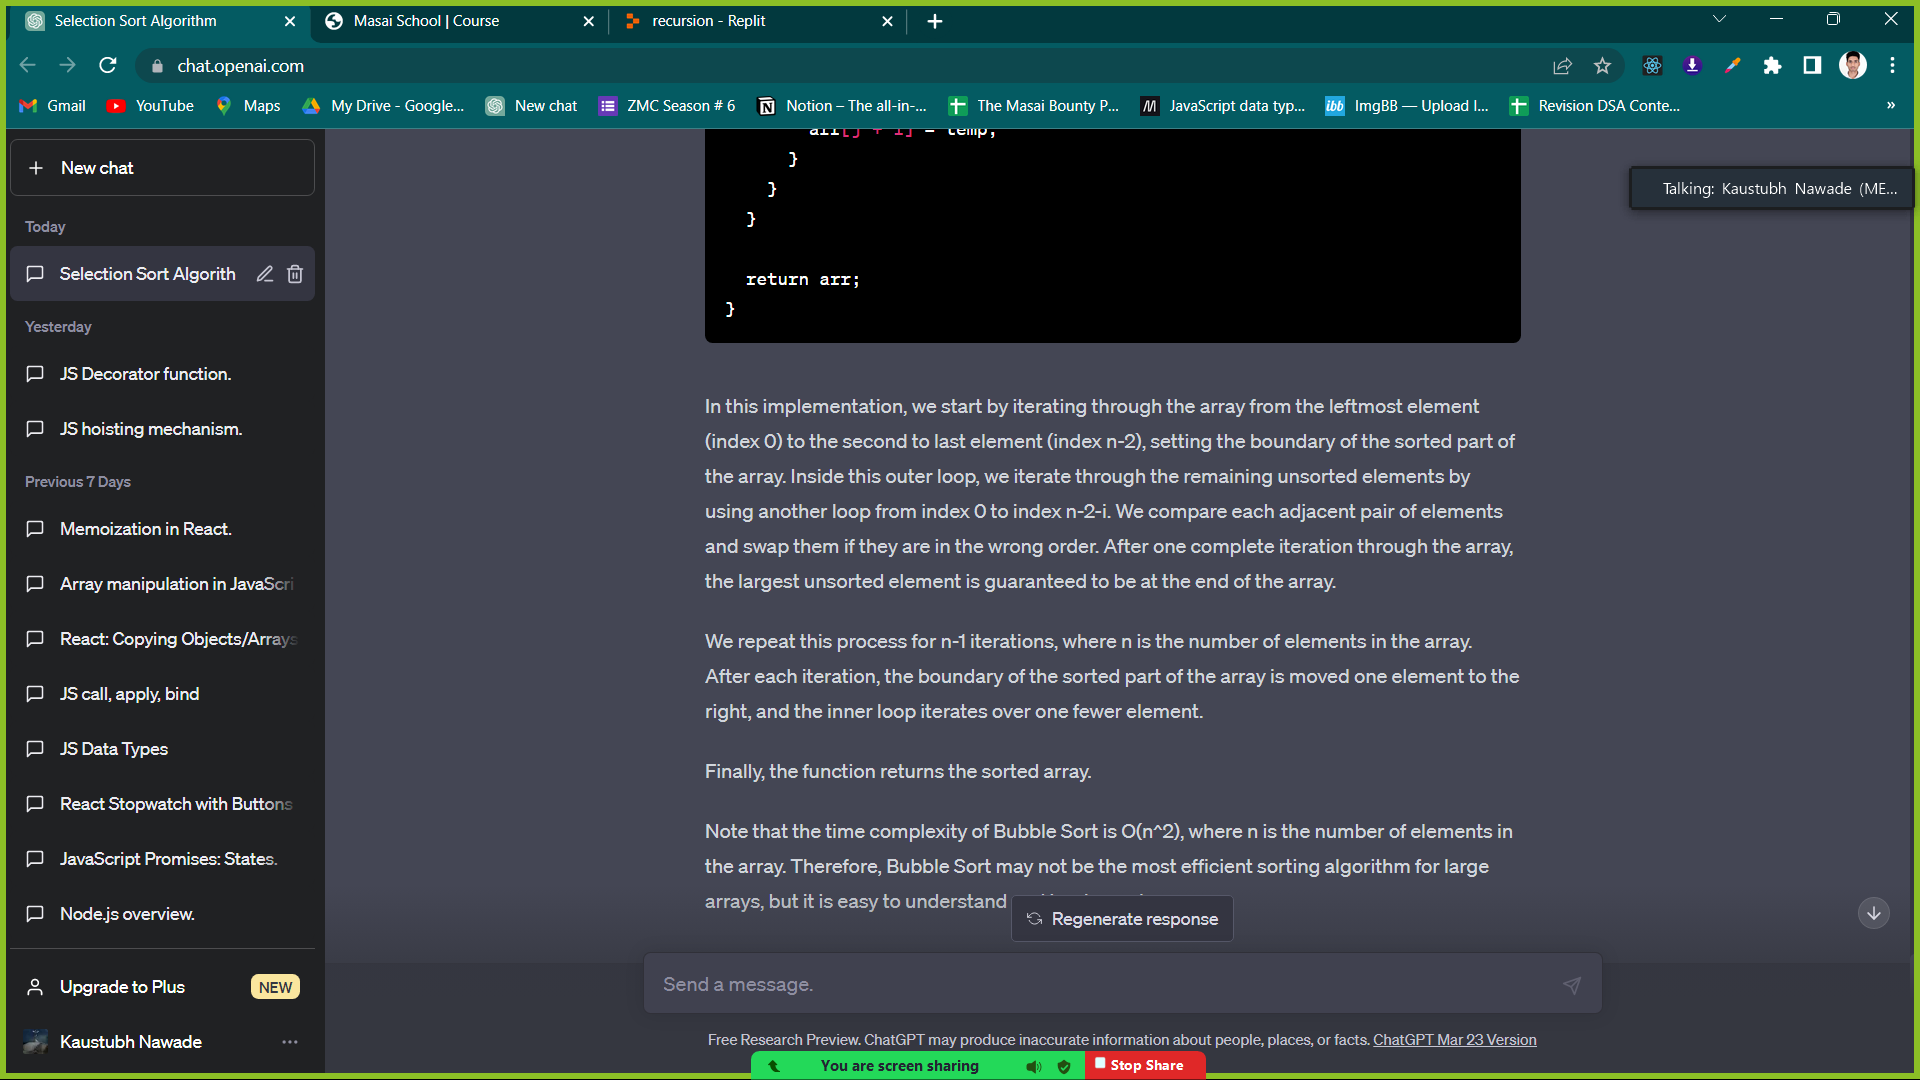 Selection Sort Algorithm
Masai School | Course
recursion - Replit
chat.openai.com
Gmail
YouTube
Maps
My Drive - Google...
New chat
ZMC Season # 6
Notion – The all-in-...
The Masai Bounty P...
JavaScript data typ...
ImgBB — Upload I...
Revision DSA Conte...
»
New chat
Today
Selection Sort Algorith
Yesterday
JS Decorator function.
JS hoisting mechanism.
Previous 7 Days
Memoization in React.
Array manipulation in JavaScri
React: Copying Objects/Arrays
JS call, apply, bind
JS Data Types
React Stopwatch with Buttons
JavaScript Promises: States.
Node.js overview.
Upgrade to Plus
NEW
Kaustubh Nawade
arr[j + 1] = temp;
}
}
}
return arr;
}
Talking: Kaustubh Nawade (ME...
In this implementation, we start by iterating through the array from the leftmost element
(index 0) to the second to last element (index n-2), setting the boundary of the sorted part of
the array. Inside this outer loop, we iterate through the remaining unsorted elements by
using another loop from index 0 to index n-2-i. We compare each adjacent pair of elements
and swap them if they are in the wrong order. After one complete iteration through the array,
the largest unsorted element is guaranteed to be at the end of the array.
We repeat this process for n-1 iterations, where n is the number of elements in the array.
After each iteration, the boundary of the sorted part of the array is moved one element to the
right, and the inner loop iterates over one fewer element.
Finally, the function returns the sorted array.
Note that the time complexity of Bubble Sort is O(n^2), where n is the number of elements in
the array. Therefore, Bubble Sort may not be the most efficient sorting algorithm for large
arrays, but it is easy to understand
Regenerate response
Send a message.
Free Research Preview. ChatGPT may produce inaccurate information about people, places, or facts. ChatGPT Mar 23 Version
You are screen sharing
Stop Share